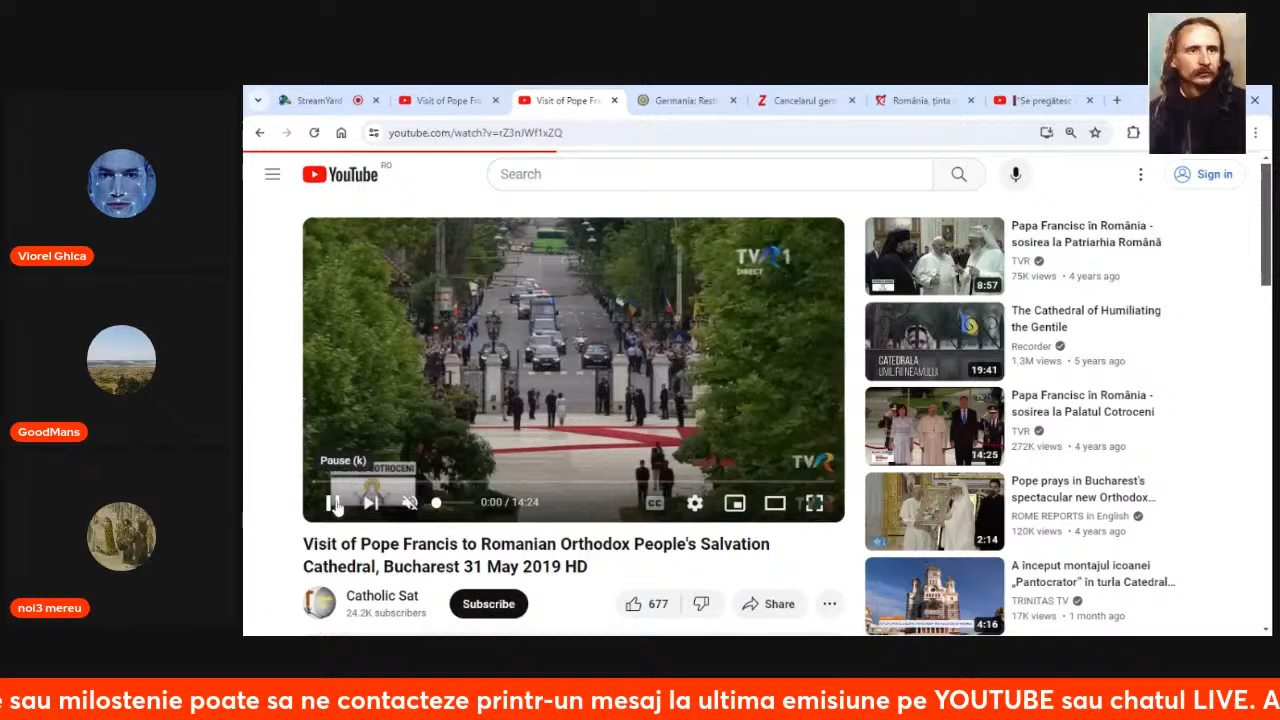 StreamYard
Visit of Pope Fr
Visit of Pope Fra
Germania: Restr
Cancelarul germ
România, ținta
"Se pregătesc
youtube.com/watch?v=rZ3nJWf1xZQ
YouTube
RO
Search
Sign in
TVR 1
DIRECT
Pause (k)
COTROCENI
TVR
0:00 / 14:24
CC
Visit of Pope Francis to Romanian Orthodox People's Salvation
Cathedral, Bucharest 31 May 2019 HD
Catholic Sat
24.2K subscribers
Subscribe
677
Share
8:57
Papa Francisc în România -
sosirea la Patriarhia Română
TVR
75K views • 4 years ago
CATEDRALA
UMILIRII NEAMULUI
19:41
The Cathedral of Humiliating
the Gentile
Recorder
1.3M views • 5 years ago
14:25
Papa Francisc în România -
sosirea la Palatul Cotroceni
TVR
272K views • 4 years ago
2:14
Pope prays in Bucharest's
spectacular new Orthodox...
ROME REPORTS in English
120K views • 4 years ago
4:16
A început montajul icoanei
„Pantocrator” în turla Catedral...
TRINITAS TV
17K views • 1 month ago
Viorel Ghica
GoodMans
noi3 mereu
e sau milostenie poate sa ne contacteze printr-un mesaj la ultima emisiune pe YOUTUBE sau chatul LIVE. A